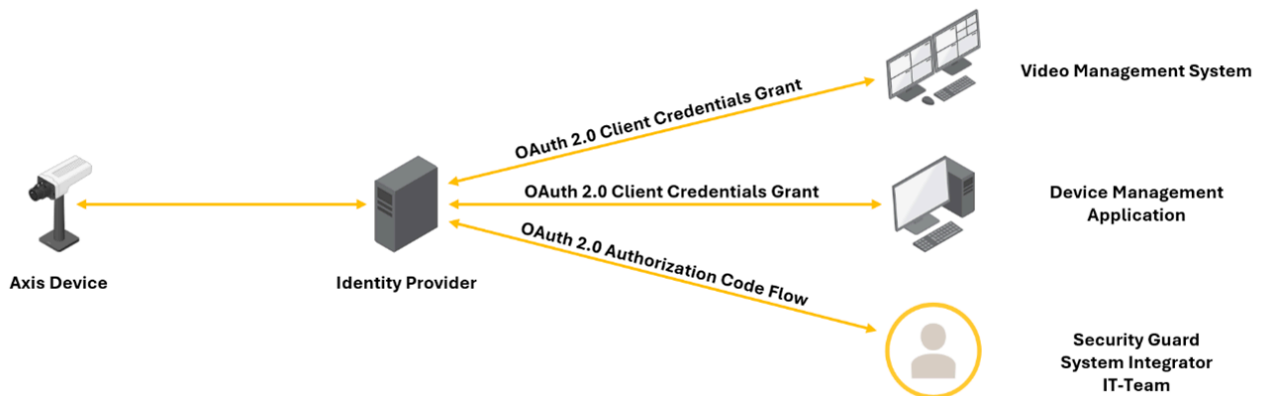 Video Management System
OAuth 2.0 Client Credentials Grant
OAuth 2.0 Client Credentials Grant
Device Management
Application
OAuth 2.0 Authorization Code Flow
Axis Device
Identity Provider
Security Guard
System Integrator
IT-Team